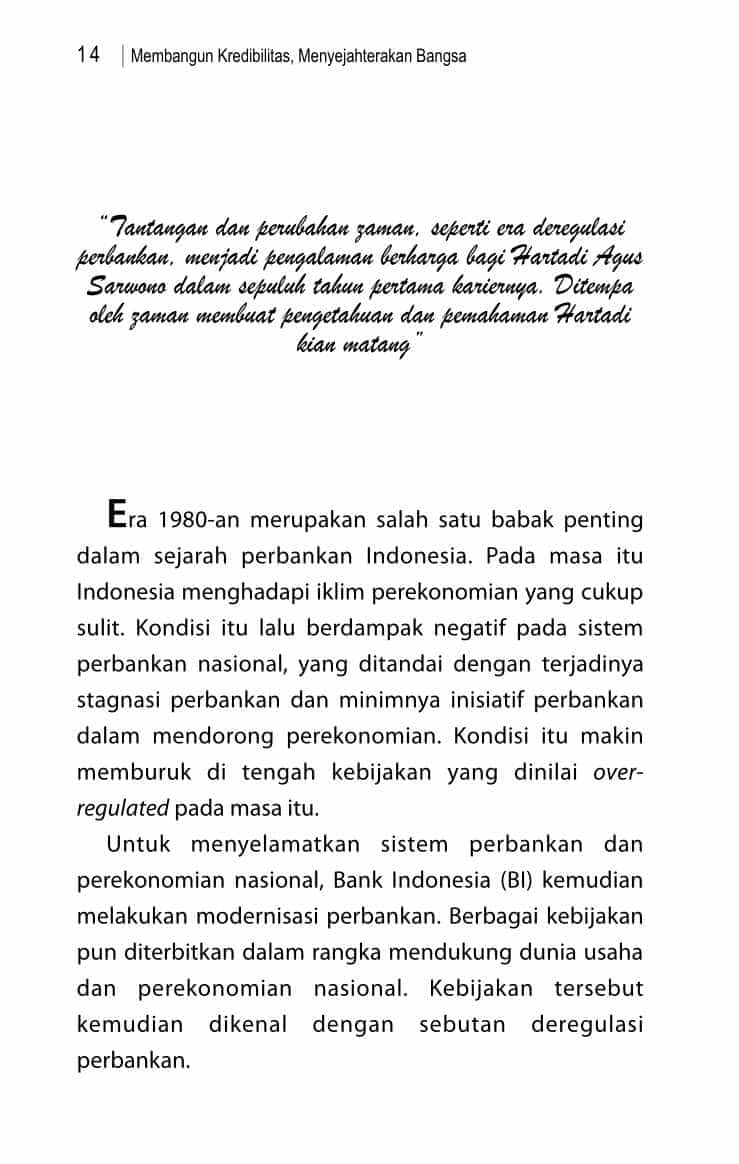 14 | Membangun Kredibilitas, Menyejahterakan Bangsa
"Tantangan dan perubahan zaman, seperti era deregulasi
perbankan, menjadi pengalaman berharga bagi Hartadi Agus
Sarwono dalam sepuluh tahun pertama kariernya. Ditempa
oleh zaman membuat pengetahuan dan pemahaman Hartadi
kian matang"
Era 1980-an merupakan salah satu babak penting
dalam sejarah perbankan Indonesia. Pada masa itu
Indonesia menghadapi iklim perekonomian yang cukup
sulit. Kondisi itu lalu berdampak negatif pada sistem
perbankan nasional, yang ditandai dengan terjadinya
stagnasi perbankan dan minimnya inisiatif perbankan
dalam mendorong perekonomian. Kondisi itu makin
memburuk di tengah kebijakan yang dinilai over-
regulated pada masa itu.
Untuk menyelamatkan sistem perbankan dan
perekonomian nasional, Bank Indonesia (BI) kemudian
melakukan modernisasi perbankan. Berbagai kebijakan
pun diterbitkan dalam rangka mendukung dunia usaha
dan perekonomian nasional. Kebijakan tersebut
kemudian dikenal dengan sebutan deregulasi
perbankan.